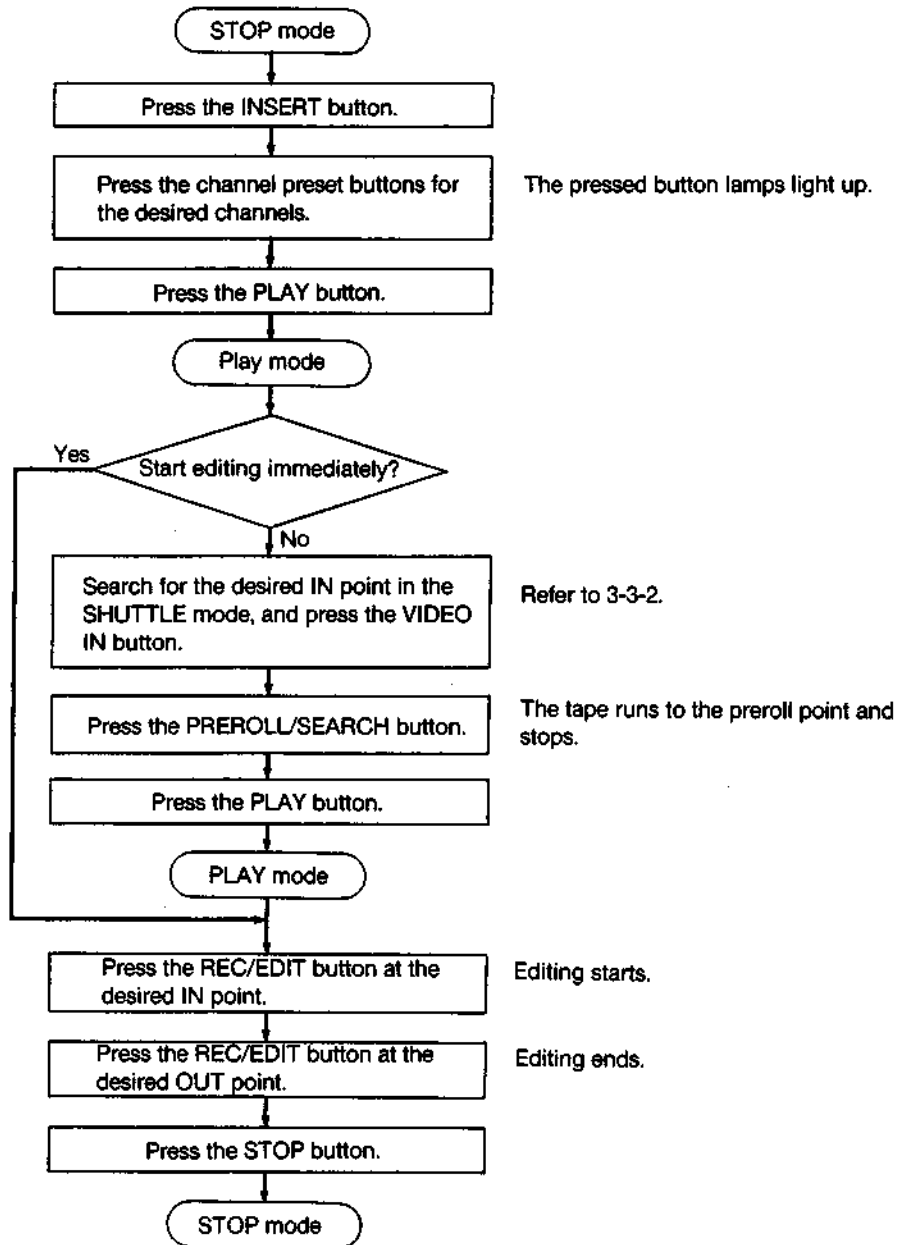 STOP mode
Press the INSERT button.
Press the channel preset buttons for
the desired channels.
The pressed button lamps light up.
Press the PLAY button.
Play mode
Yes
Start editing immediately?
No
Search for the desired IN point in the
SHUTTLE mode, and press the VIDEO
IN button.
Refer to 3-3-2.
Press the PREROLL/SEARCH button.
The tape runs to the preroll point and
stops.
Press the PLAY button.
PLAY mode
Press the REC/EDIT button at the
desired IN point.
Editing starts.
Press the REC/EDIT button at the
desired OUT point.
Editing ends.
Press the STOP button.
STOP mode